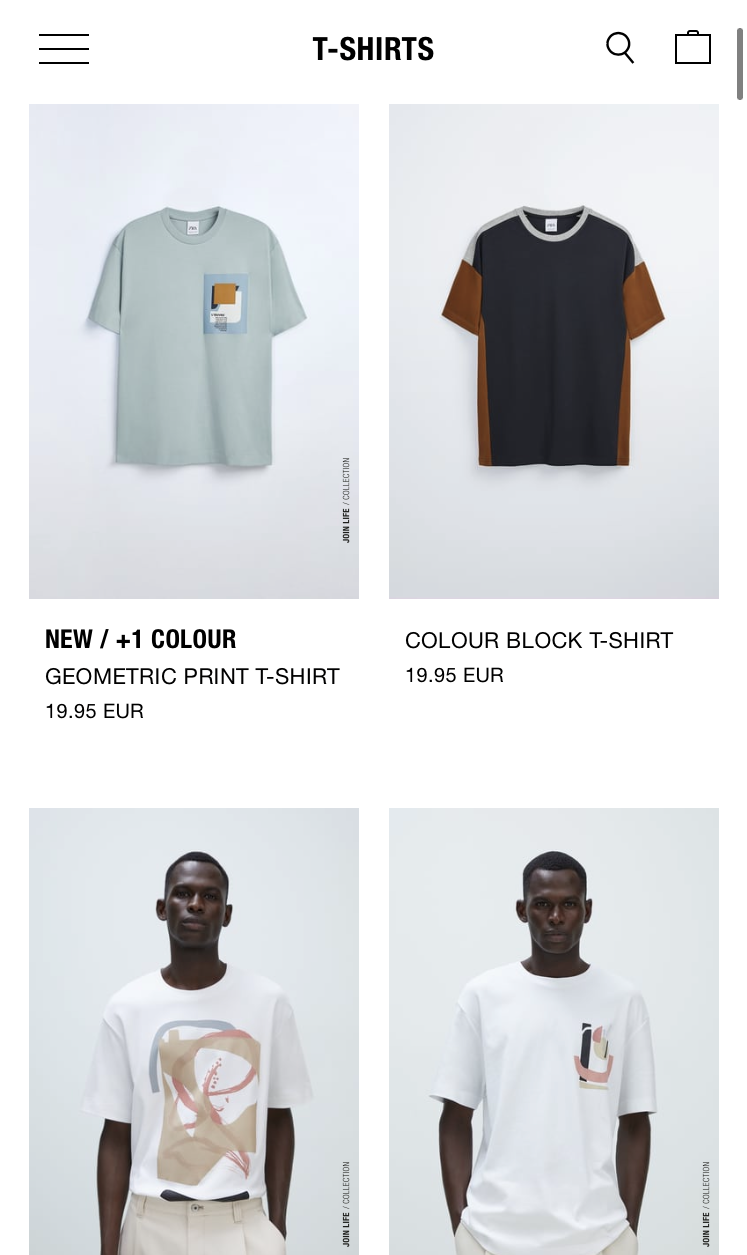 T-SHIRTS
JOIN LIFE / COLLECTION
NEW / +1 COLOUR
GEOMETRIC PRINT T-SHIRT
19.95 EUR
COLOUR BLOCK T-SHIRT
19.95 EUR
JOIN LIFE / COLLECTION
JOIN LIFE / COLLECTION